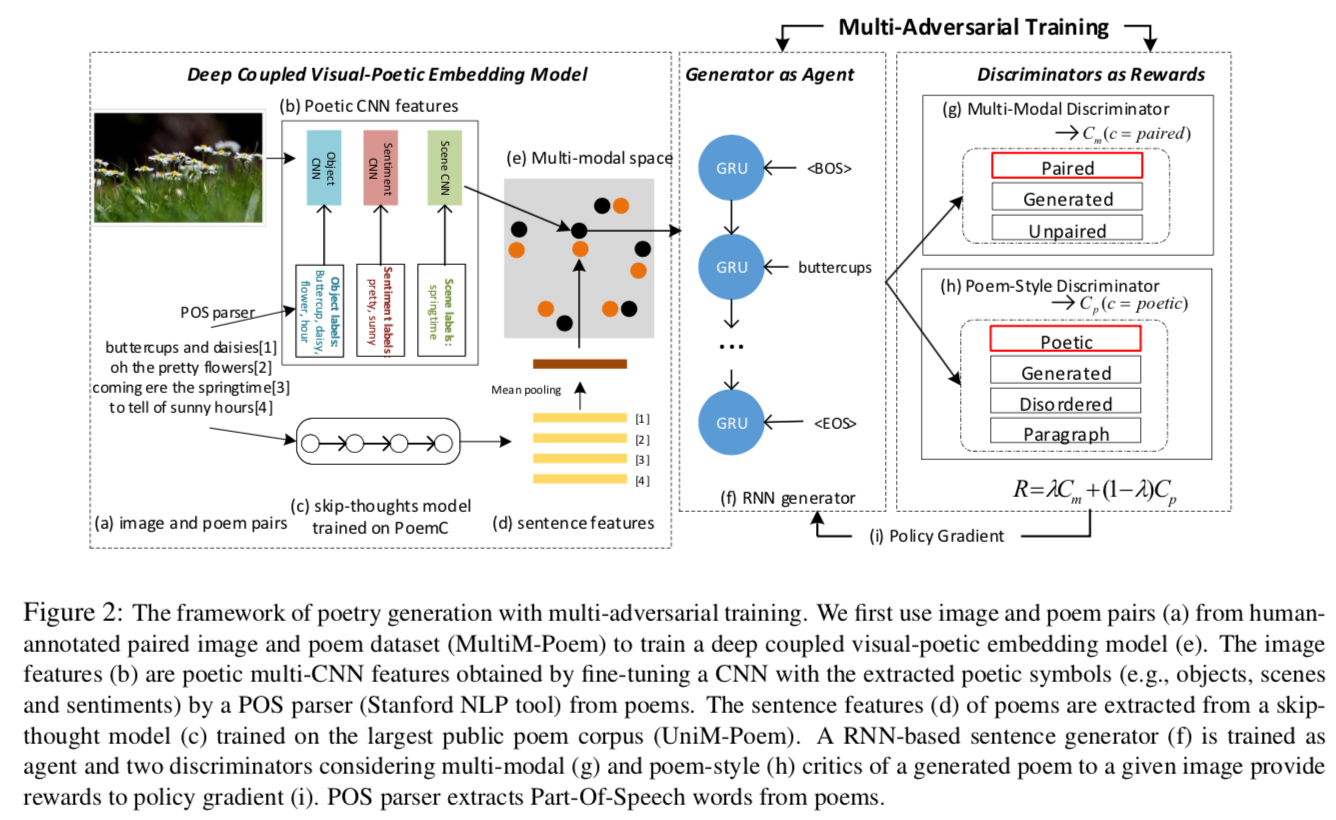 Multi-Adversarial Training
Deep Coupled Visual-Poetic Embedding Model
(b) Poetic CNN features
Object CNN
Sentiment CNN
Scene CNN
Object labels: Buttercup, daisy, flower, hour
Sentiment labels: pretty, sunny
Scene labels: springtime
POS parser
buttercups and daisies[1]
oh the pretty flowers[2]
coming ere the springtime[3]
to tell of sunny hours[4]
(a) image and poem pairs
(c) skip-thoughts model
trained on PoemC
(e) Multi-modal space
Mean pooling
[1]
[2]
[3]
[4]
(d) sentence features
Generator as Agent
GRU
<BOS>
GRU
buttercups
...
GRU
<EOS>
(f) RNN generator
Discriminators as Rewards
(g) Multi-Modal Discriminator
→ Cm(c = paired)
Paired
Generated
Unpaired
(h) Poem-Style Discriminator
→ Cp(c = poetic)
Poetic
Generated
Disordered
Paragraph
R=λCm+(1−λ)Cp
(i) Policy Gradient
Figure 2: The framework of poetry generation with multi-adversarial training. We first use image and poem pairs (a) from human-
annotated paired image and poem dataset (MultiM-Poem) to train a deep coupled visual-poetic embedding model (e). The image
features (b) are poetic multi-CNN features obtained by fine-tuning a CNN with the extracted poetic symbols (e.g., objects, scenes
and sentiments) by a POS parser (Stanford NLP tool) from poems. The sentence features (d) of poems are extracted from a skip-
thought model (c) trained on the largest public poem corpus (UniM-Poem). A RNN-based sentence generator (f) is trained as
agent and two discriminators considering multi-modal (g) and poem-style (h) critics of a generated poem to a given image provide
rewards to policy gradient (i). POS parser extracts Part-Of-Speech words from poems.